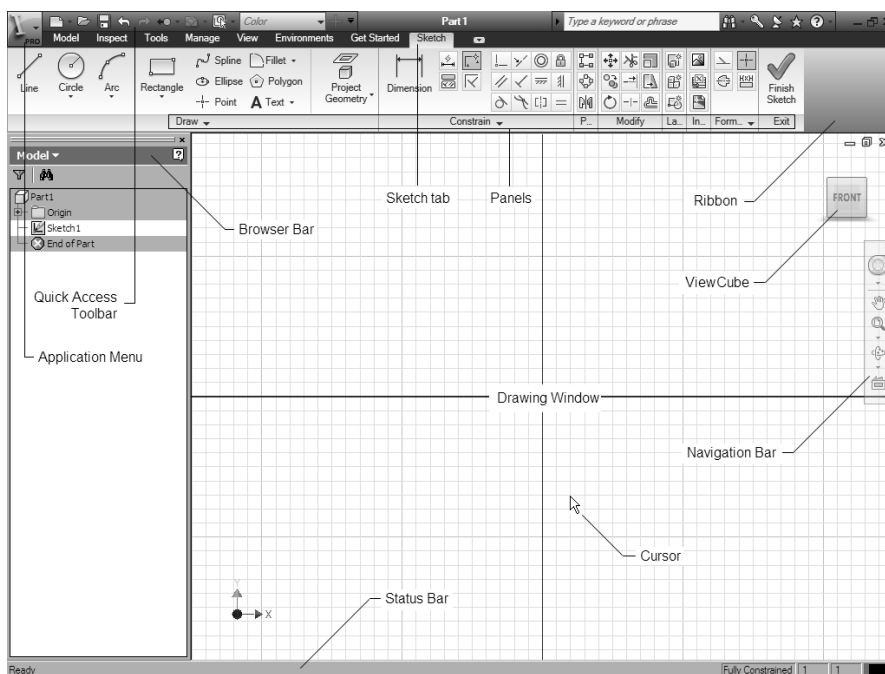 Color
Part 1
Type a keyword or phrase
PRO
Model Inspect Tools Manage View Environments Get Started Sketch
Line
Circle
Arc
Rectangle
Spline
Fillet
Ellipse
Polygon
Point
A Text
Project
Geometry
Dimension
Finish
Sketch
Draw
Constrain
P...
Modify
La...
In...
Form...
Exit
Model
Part1
Origin
Sketch1
End of Part
Sketch tab
Panels
Ribbon
FRONT
Browser Bar
ViewCube
Quick Access
Toolbar
Application Menu
Drawing Window
Navigation Bar
Cursor
Status Bar
Y
X
Ready
Fully Constrained 1 1